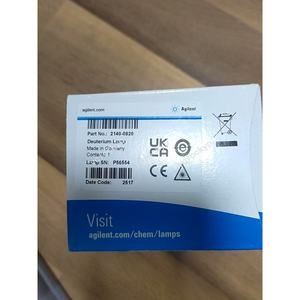 agilent.com
Agilent
Part No.: 2140-0820
Deuterium Lamp
Made in Germany
Contents: 1
Lamp SN: P56554
Date Code: 2517
UK
CA
CE
Visit
agilent.com/chem/lamps